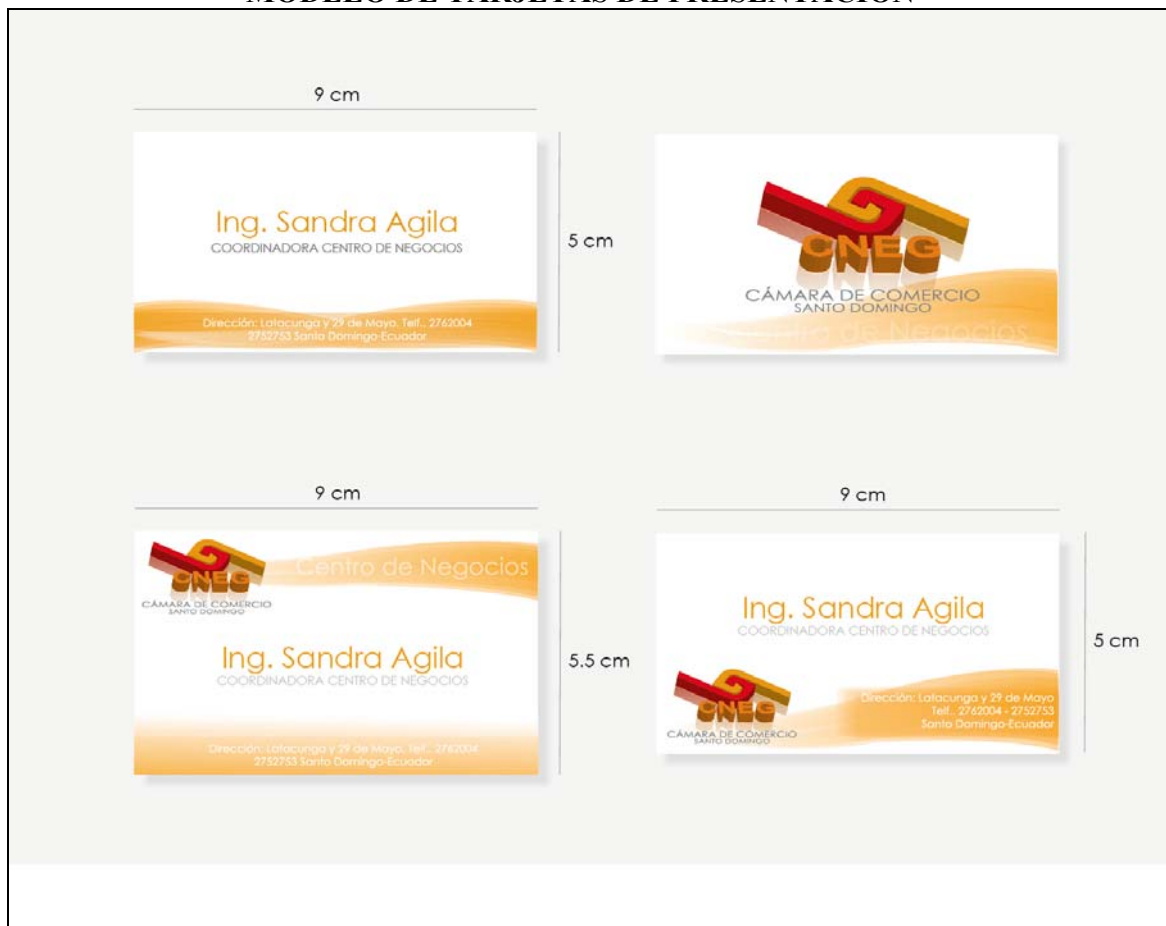 MODELO DE TARJETAS DE PRESENTACIÓN
9 cm
Ing. Sandra Agila
COORDINADORA CENTRO DE NEGOCIOS
Dirección: Latacunga y 29 de Mayo, Telf.. 2762004
2752753 Santo Domingo-Ecuador
5 cm
CNEG
CÁMARA DE COMERCIO
SANTO DOMINGO
Centro de Negocios
9 cm
CNEG
CÁMARA DE COMERCIO
SANTO DOMINGO
Centro de Negocios
Ing. Sandra Agila
COORDINADORA CENTRO DE NEGOCIOS
Dirección: Latacunga y 29 de Mayo, Telf.. 2762004
2752753 Santo Domingo-Ecuador
5.5 cm
9 cm
Ing. Sandra Agila
COORDINADORA CENTRO DE NEGOCIOS
CNEG
CÁMARA DE COMERCIO
SANTO DOMINGO
Dirección: Latacunga y 29 de Mayo
Telf.. 2762004 - 2752753
Santo Domingo-Ecuador
5 cm